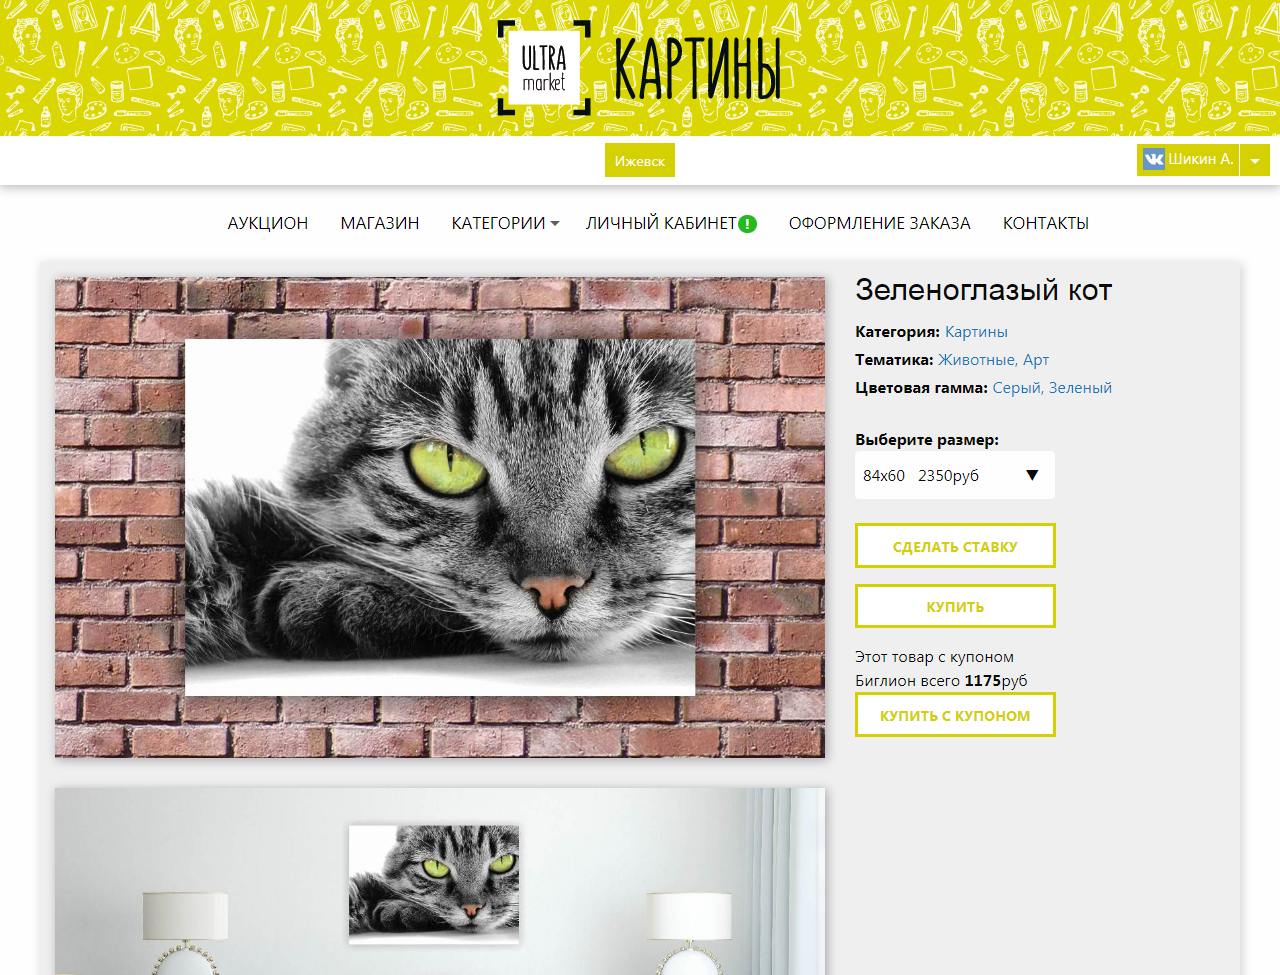 ULTRA
market
КАРТИНЫ
Ижевск
Шикин А.
АУКЦИОН МАГАЗИН КАТЕГОРИИ ЛИЧНЫЙ КАБИНЕТ! ОФОРМЛЕНИЕ ЗАКАЗА КОНТАКТЫ
Зеленоглазый кот
Категория: Картины
Тематика: Животные, Арт
Цветовая гамма: Серый, Зеленый
Выберите размер:
84x60 2350руб
СДЕЛАТЬ СТАВКУ
КУПИТЬ
Этот товар с купоном
Биглион всего 1175руб
КУПИТЬ С КУПОНОМ